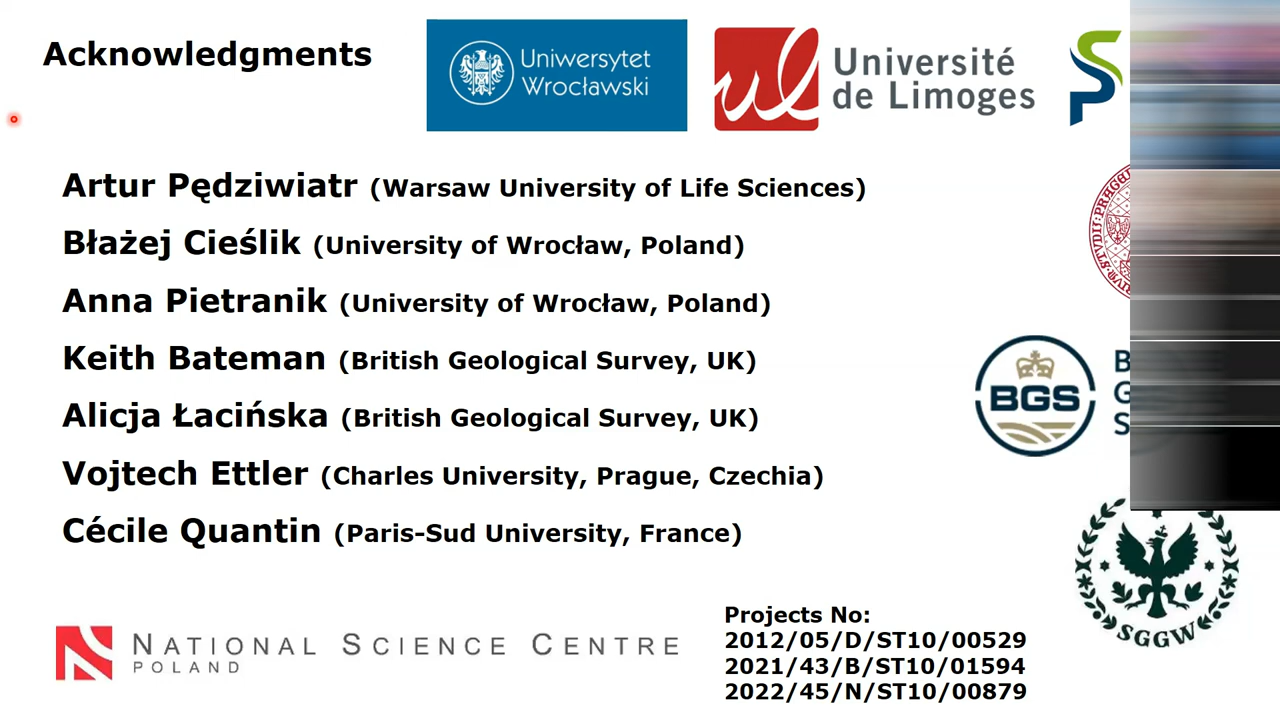 Acknowledgments
Uniwersytet
Wrocławski
Université
de Limoges
Artur Pędziwiatr (Warsaw University of Life Sciences)
Błażej Cieślik (University of Wrocław, Poland)
Anna Pietranik (University of Wrocław, Poland)
Keith Bateman (British Geological Survey, UK)
BGS
Alicja Łacińska (British Geological Survey, UK)
Vojtech Ettler (Charles University, Prague, Czechia)
Cécile Quantin (Paris-Sud University, France)
SGGW
NATIONAL SCIENCE CENTRE
POLAND
Projects No:
2012/05/D/ST10/00529
2021/43/B/ST10/01594
2022/45/N/ST10/00879